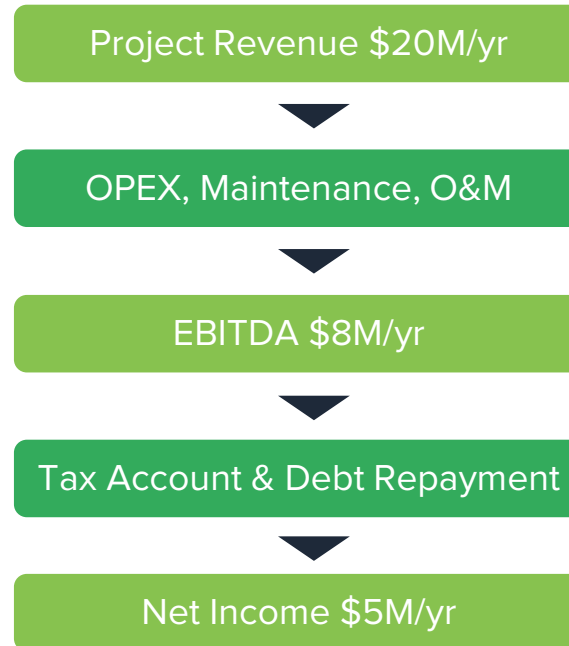 Project Revenue $20M/yr
OPEX, Maintenance, O&M
EBITDA $8M/yr
Tax Account & Debt Repayment
Net Income $5M/yr